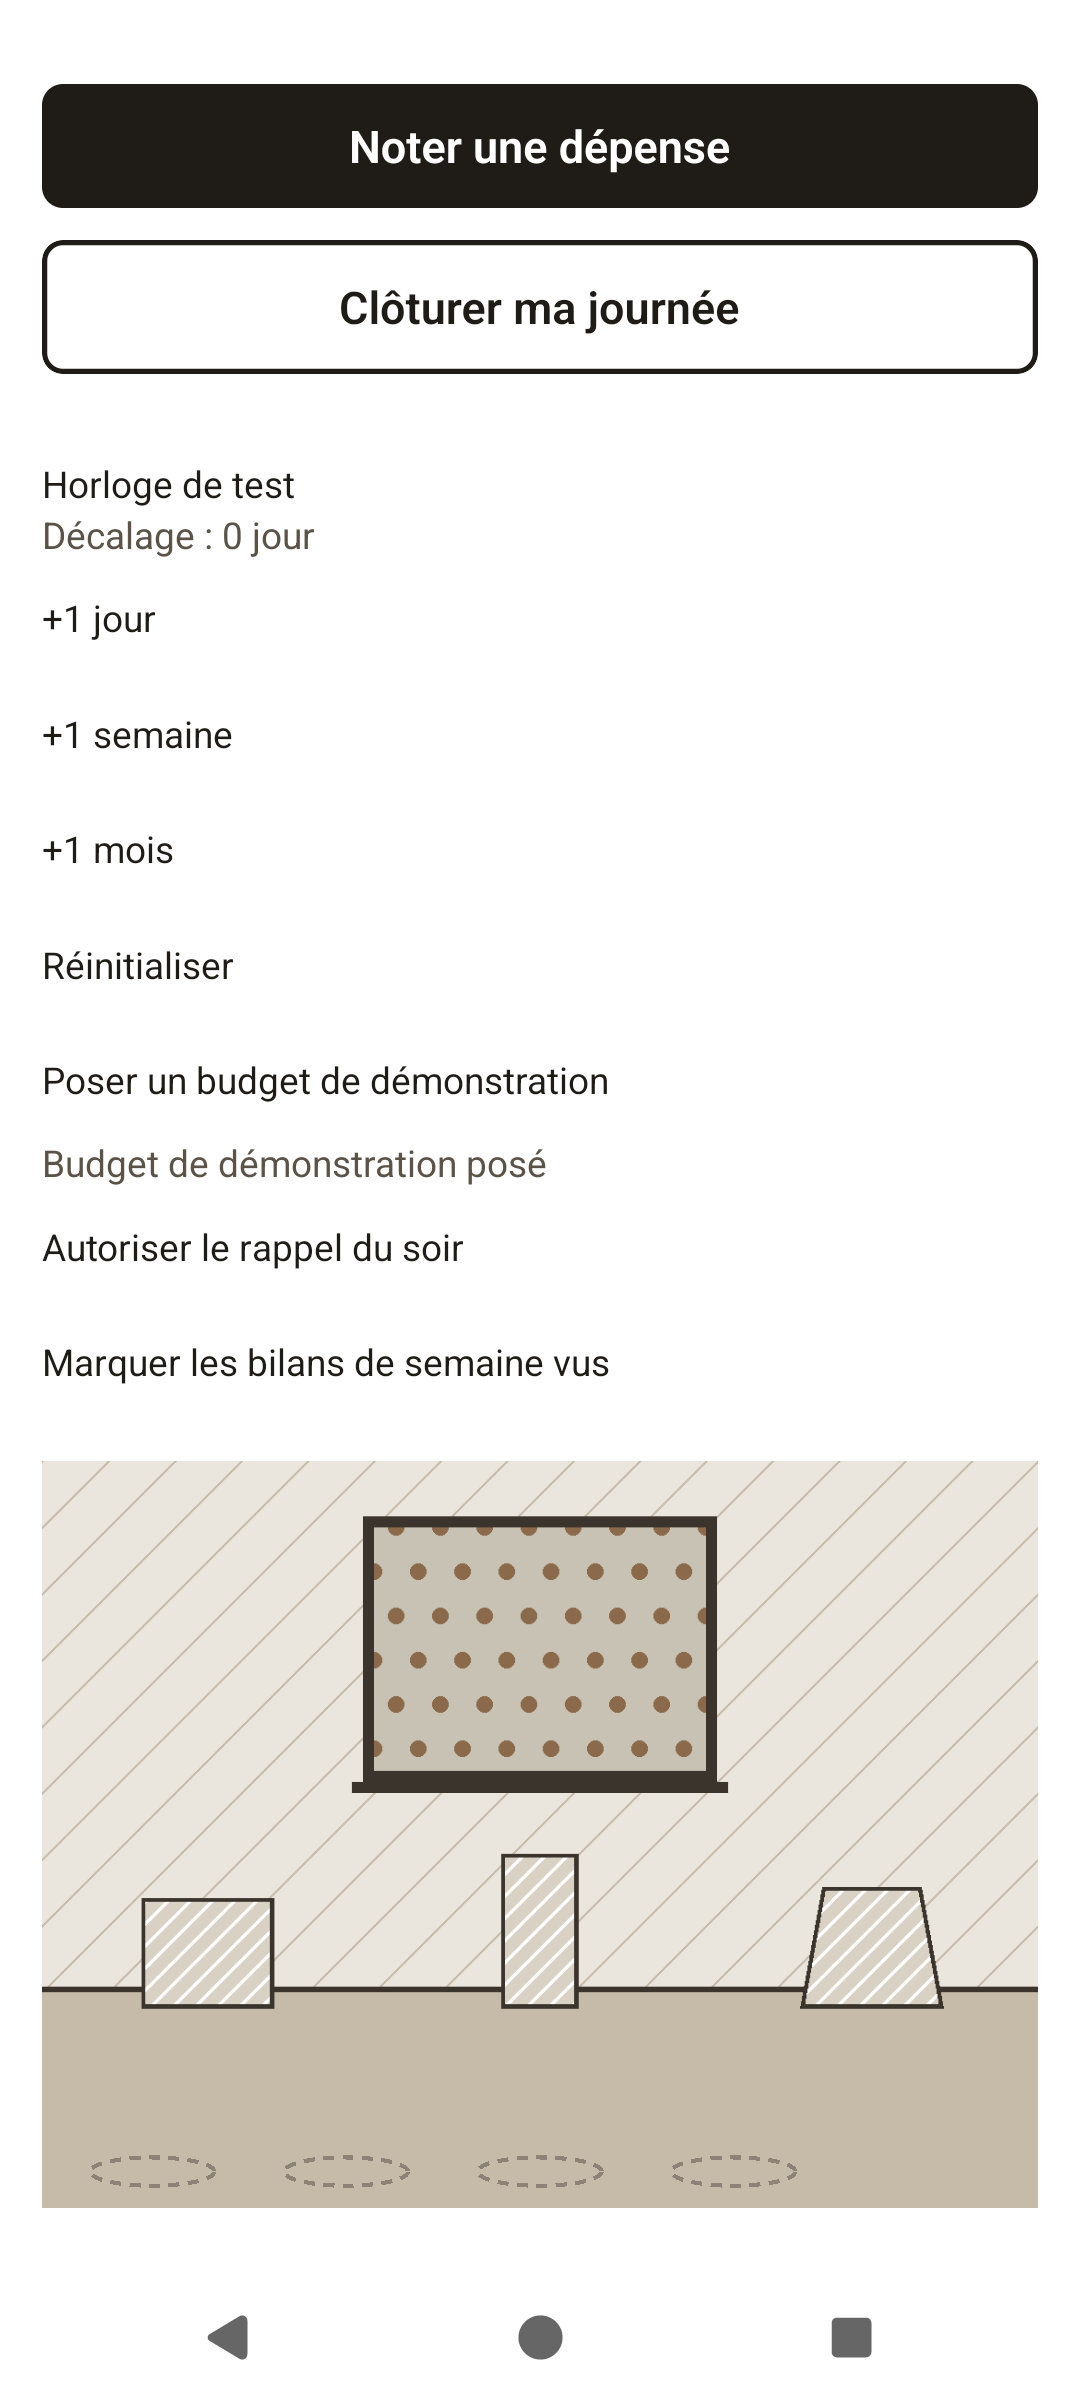 Noter une dépense
Clôturer ma journée
Horloge de test
Décalage : 0 jour
+1 jour
+1 semaine
+1 mois
Réinitialiser
Poser un budget de démonstration
Budget de démonstration posé
Autoriser le rappel du soir
Marquer les bilans de semaine vus